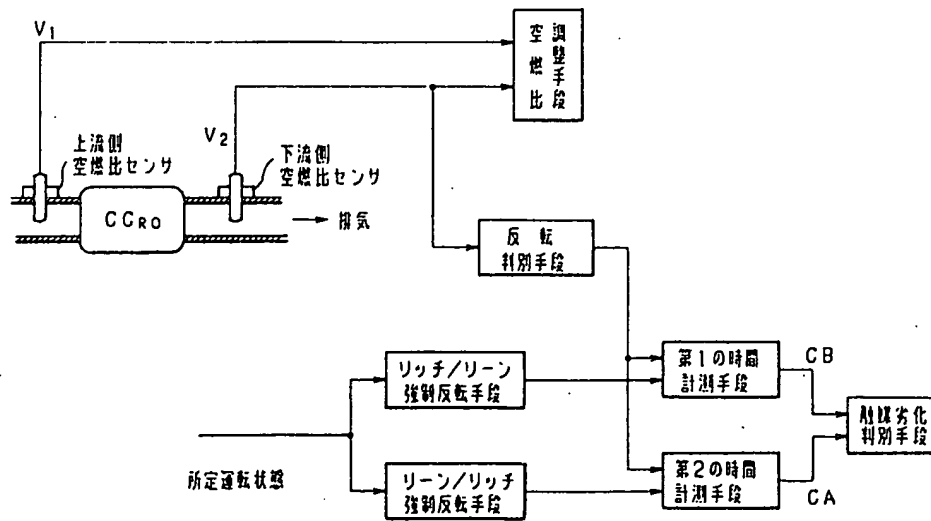 V1
V2
上流側
空燃比センサ
下流側
空燃比センサ
CCRO
排気
空燃比
調整手段
反転
判別手段
リッチ/リーン
強制反転手段
リーン/リッチ
強制反転手段
所定運転状態
第1の時間
計測手段
第2の時間
計測手段
CB
CA
触媒劣化
判別手段